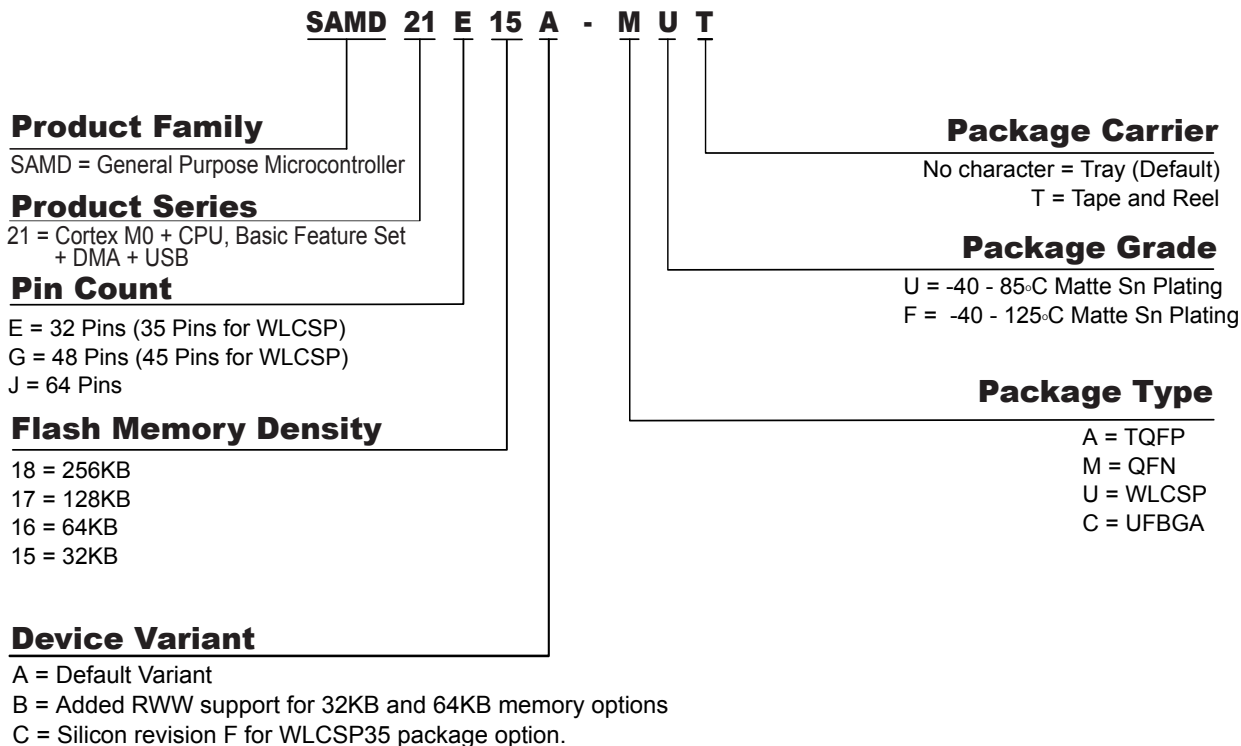 SAMD 21 E 15 A - M U T
Product Family
SAMD = General Purpose Microcontroller
Product Series
21 = Cortex M0 + CPU, Basic Feature Set
+ DMA + USB
Pin Count
E = 32 Pins (35 Pins for WLCSP)
G = 48 Pins (45 Pins for WLCSP)
J = 64 Pins
Flash Memory Density
18 = 256KB
17 = 128KB
16 = 64KB
15 = 32KB
Device Variant
A = Default Variant
B = Added RWW support for 32KB and 64KB memory options
C = Silicon revision F for WLCSP35 package option.
Package Carrier
No character = Tray (Default)
T = Tape and Reel
Package Grade
U = -40 - 85◦C Matte Sn Plating
F = -40 - 125◦C Matte Sn Plating
Package Type
A = TQFP
M = QFN
U = WLCSP
C = UFBGA